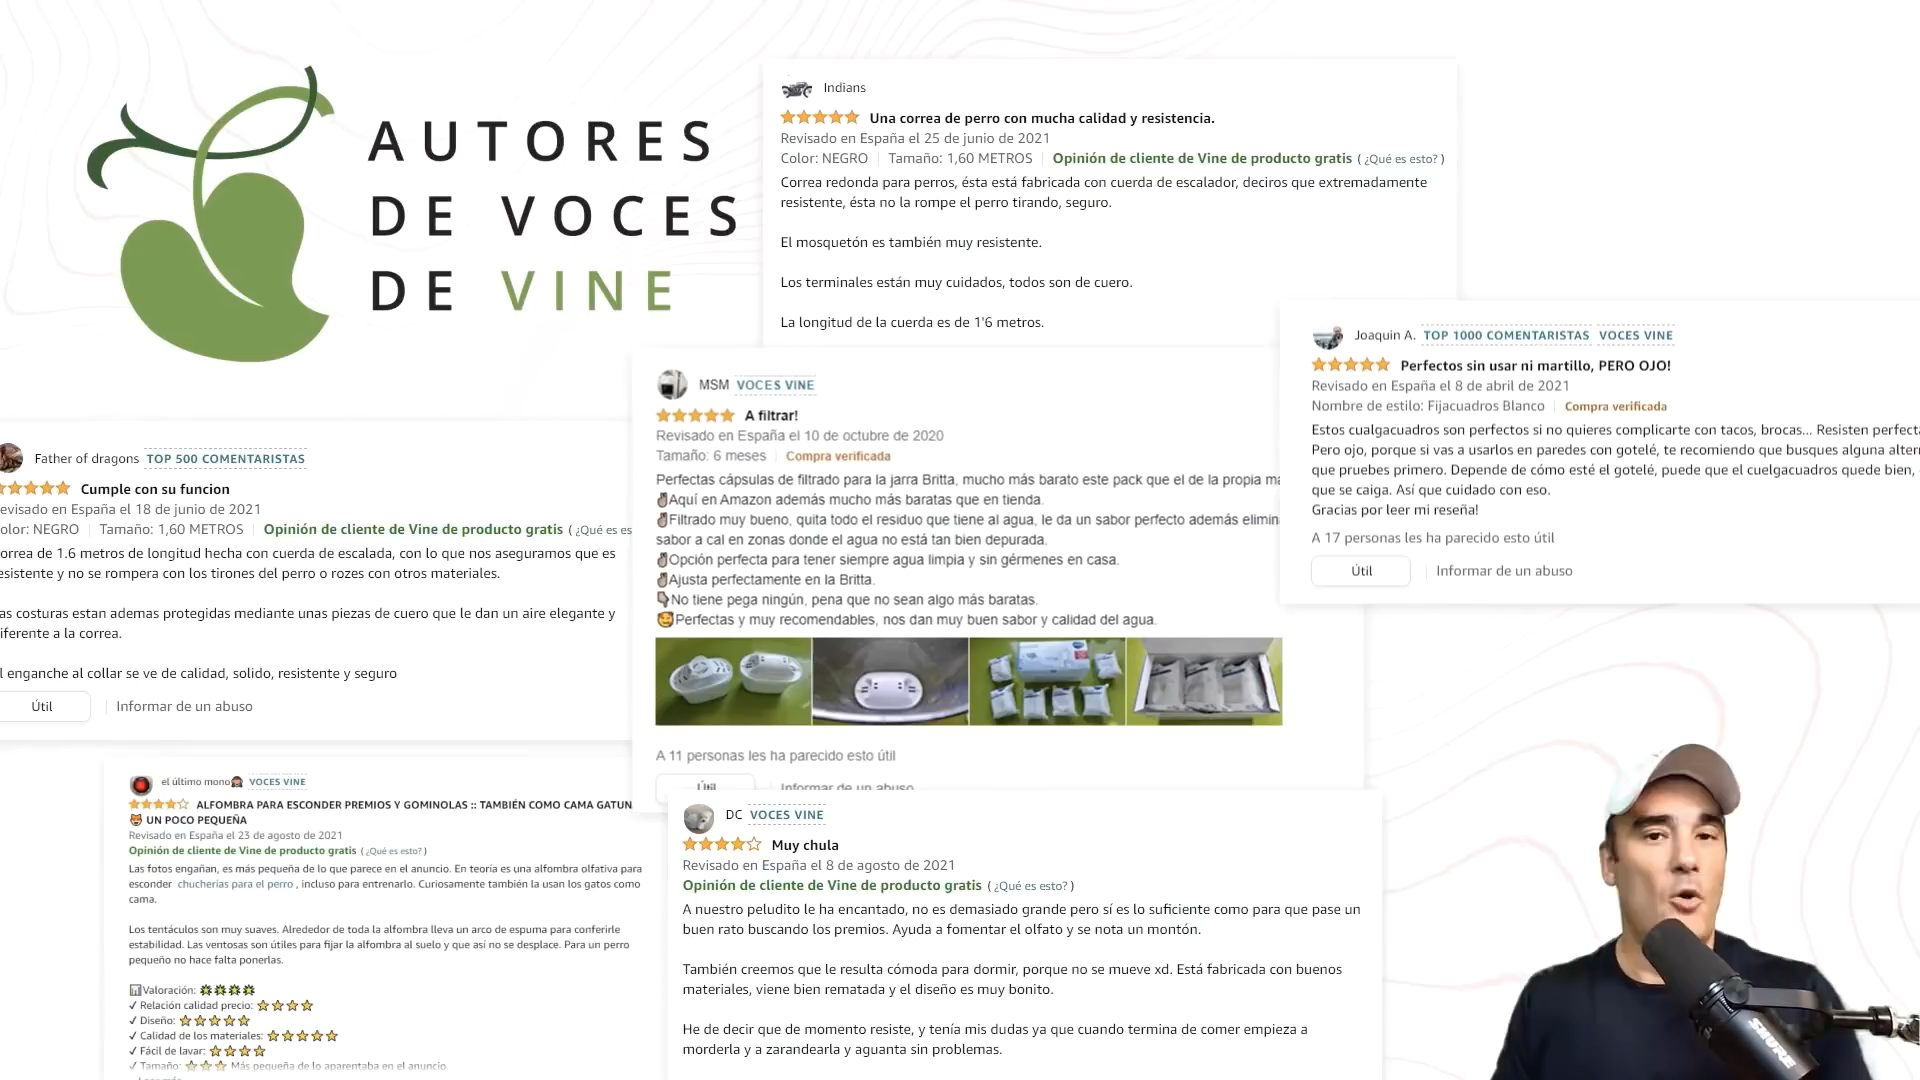 AUTORES
DE VOCES
DE VINE
Indians
Una correa de perro con mucha calidad y resistencia.
Revisado en España el 25 de junio de 2021
Color: NEGRO Tamaño: 1,60 METROS Opinión de cliente de Vine de producto gratis ( ¿Qué es esto? )
Correa redonda para perros, ésta está fabricada con cuerda de escalador, deciros que extremadamente
resistente, ésta no la rompe el perro tirando, seguro.
El mosquetón es también muy resistente.
Los terminales están muy cuidados, todos son de cuero.
La longitud de la cuerda es de 1'6 metros.
Joaquin A. TOP 1000 COMENTARISTAS VOCES VINE
Perfectos sin usar ni martillo, PERO OJO!
Revisado en España el 8 de abril de 2021
Nombre de estilo: Fijacuadros Blanco Compra verificada
Estos cualgacuadros son perfectos si no quieres complicarte con tacos, brocas... Resisten perfecta
Pero ojo, porque si vas a usarlos en paredes con gotelé, te recomiendo que busques alguna alter
que pruebes primero. Depende de cómo esté el gotelé, puede que el cuelgacuadros quede bien,
que se caiga. Así que cuidado con eso.
Gracias por leer mi reseña!
A 17 personas les ha parecido esto útil
Útil Informar de un abuso
MSM VOCES VINE
A filtrar!
Revisado en España el 10 de octubre de 2020
Tamaño: 6 meses Compra verificada
Perfectas cápsulas de filtrado para la jarra Britta, mucho más barato este pack que el de la propia ma
Aquí en Amazon además mucho más baratas que en tienda.
Filtrado muy bueno, quita todo el residuo que tiene al agua, le da un sabor perfecto además elimin
sabor a cal en zonas donde el agua no está tan bien depurada.
Opción perfecta para tener siempre agua limpia y sin gérmenes en casa.
Ajusta perfectamente en la Britta.
No tiene pega ningún, pena que no sean algo más baratas.
Perfectas y muy recomendables, nos dan muy buen sabor y calidad del agua.
A 11 personas les ha parecido esto útil
Útil Informar de un abuso
Father of dragons TOP 500 COMENTARISTAS
Cumple con su funcion
evisado en España el 18 de junio de 2021
olor: NEGRO Tamaño: 1,60 METROS Opinión de cliente de Vine de producto gratis ( ¿Qué es es
orrea de 1.6 metros de longitud hecha con cuerda de escalada, con lo que nos aseguramos que es
esistente y no se rompera con los tirones del perro o rozes con otros materiales.
as costuras estan ademas protegidas mediante unas piezas de cuero que le dan un aire elegante y
iferente a la correa.
l enganche al collar se ve de calidad, solido, resistente y seguro
Útil Informar de un abuso
el último mono VOCES VINE
ALFOMBRA PARA ESCONDER PREMIOS Y GOMINOLAS :: TAMBIÉN COMO CAMA GATUN
UN POCO PEQUEÑA
Revisado en España el 23 de agosto de 2021
Opinión de cliente de Vine de producto gratis ( ¿Qué es esto? )
Las fotos engañan, es más pequeña de lo que parece en el anuncio. En teoría es una alfombra olfativa para
esconder chucherias para el perro , incluso para entrenarlo. Curiosamente también la usan los gatos como
cama.
Los tentáculos son muy suaves. Alrededor de toda la alfombra lleva un arco de espuma para conferirle
estabilidad. Las ventosas son útiles para fijar la alfombra al suelo y que así no se desplace. Para un perro
pequeño no hace falta ponerlas.
Valoración:
✓ Relación calidad precio:
✓ Diseño:
✓ Calidad de los materiales:
✓ Fácil de lavar:
✓ Tamaño: Más pequeña de lo aparentaba en el anuncio.
DC VOCES VINE
Muy chula
Revisado en España el 8 de agosto de 2021
Opinión de cliente de Vine de producto gratis ( ¿Qué es esto? )
A nuestro peludito le ha encantado, no es demasiado grande pero sí es lo suficiente como para que pase un
buen rato buscando los premios. Ayuda a fomentar el olfato y se nota un montón.
También creemos que le resulta cómoda para dormir, porque no se mueve xd. Está fabricada con buenos
materiales, viene bien rematada y el diseño es muy bonito.
He de decir que de momento resiste, y tenía mis dudas ya que cuando termina de comer empieza a
morderla y a zarandearla y aguanta sin problemas.
SHURE